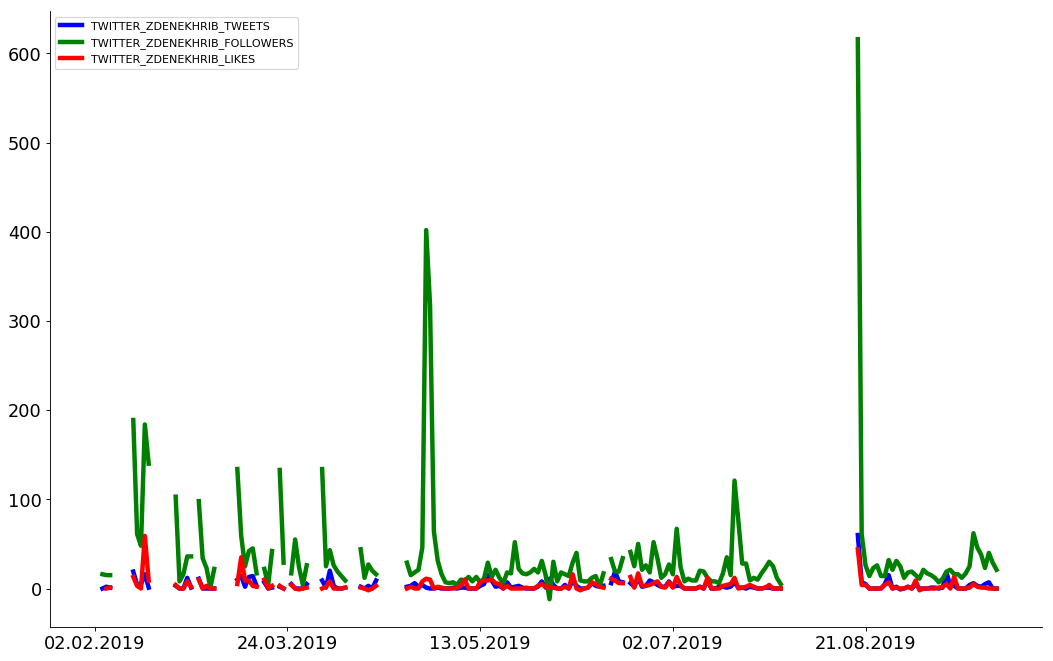 TWITTER_ZDENEKHRIB_TWEETS
TWITTER_ZDENEKHRIB_FOLLOWERS
TWITTER_ZDENEKHRIB_LIKES
600
500
400
300
200
100
0
02.02.2019 24.03.2019 13.05.2019 02.07.2019 21.08.2019